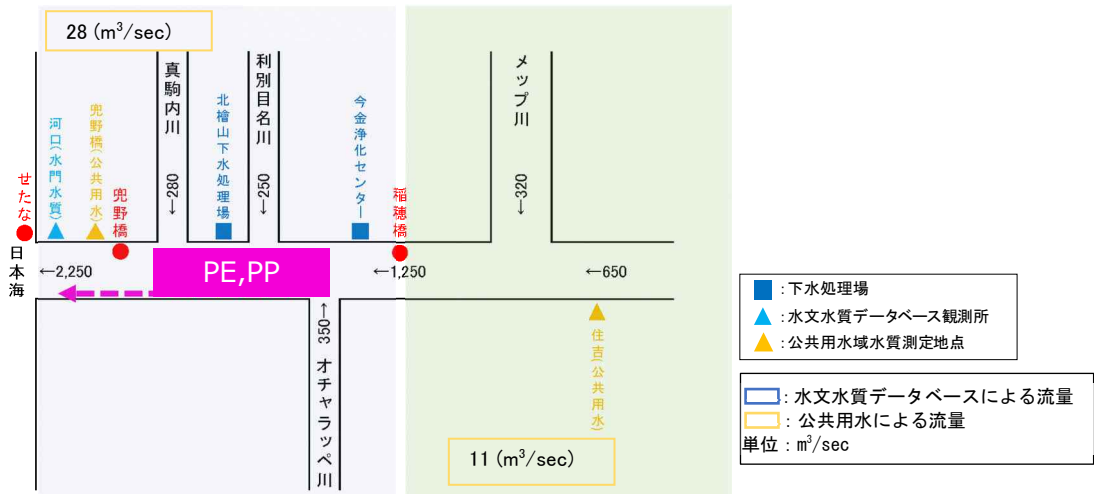 28 (m³/sec)
真駒内川
←280
利別目名川
←250
メップ川
←320
河口(水門水質)
兜野橋(公共用水)
兜野橋
北檜山下水処理場
今金浄化センター
稲穂橋
せたな
日本海
←2,250
PE,PP
←1,250
←650
350→
オチャラッペ川
住吉(公共用水)
11 (m³/sec)
下水処理場
水文水質データベース観測所
公共用水域水質測定地点
:水文水質データベースによる流量
:公共用水による流量
単位:m³/sec